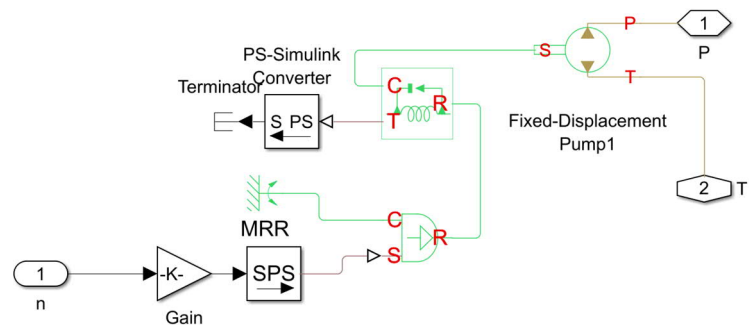 1
P
P
S
T
PS-Simulink
Converter
Terminator
S PS
C
R
T
Fixed-Displacement
Pump1
2
T
MRR
C
R
S
1
n
-K-
Gain
SPS